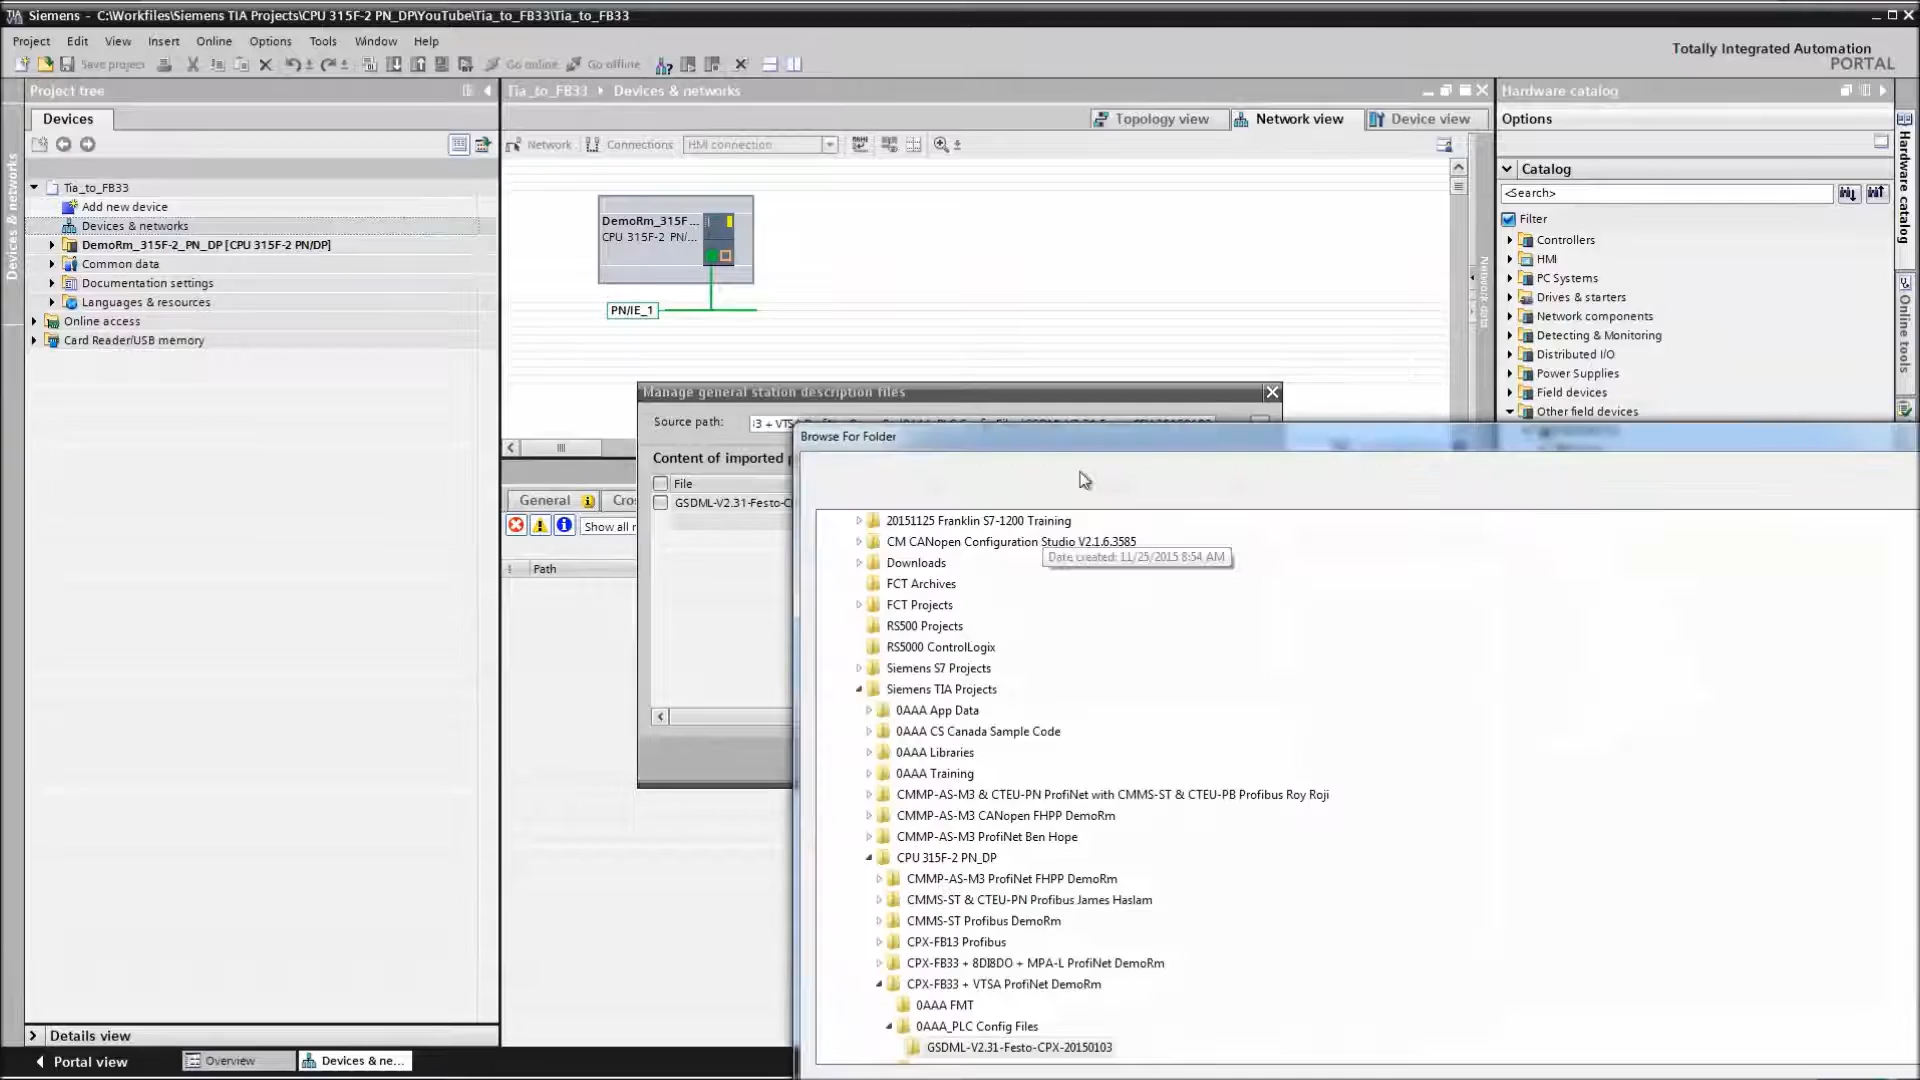 Siemens - C:\Workfiles\Siemens TIA Projects\CPU 315F-2 PN_DP\YouTube\Tia_to_FB33\Tia_to_FB33
Project Edit View Insert Online Options Tools Window Help
Totally Integrated Automation
PORTAL
Save project
Go online
Go offline
Project tree
Tia_to_FB33 Devices & networks
Hardware catalog
Devices
Topology view
Network view
Device view
Options
Network
Connections
HMI connection
Catalog
<Search>
Filter
Tia_to_FB33
Add new device
Devices & networks
DemoRm_315F-2_PN_DP [CPU 315F-2 PN/DP]
Common data
Documentation settings
Languages & resources
Online access
Card Reader/USB memory
DemoRm_315F ...
CPU 315F-2 PN/...
PN/IE_1
Controllers
HMI
PC Systems
Drives & starters
Network components
Detecting & Monitoring
Distributed I/O
Power Supplies
Field devices
Other field devices
Devices & networks
Network data
Hardware catalog
Online tools
Manage general station description files
Source path:
Content of imported
File
GSDML-V2.31-Festo-C
General
Show all
Path
Browse For Folder
20151125 Franklin S7-1200 Training
CM CANopen Configuration Studio V2.1.6.3585
Date created: 11/25/2015 8:54 AM
Downloads
FCT Archives
FCT Projects
RS500 Projects
RS5000 ControlLogix
Siemens S7 Projects
Siemens TIA Projects
0AAA App Data
0AAA CS Canada Sample Code
0AAA Libraries
0AAA Training
CMMP-AS-M3 & CTEU-PN ProfiNet with CMMS-ST & CTEU-PB Profibus Roy Roji
CMMP-AS-M3 CANopen FHPP DemoRm
CMMP-AS-M3 ProfiNet Ben Hope
CPU 315F-2 PN_DP
CMMP-AS-M3 ProfiNet FHPP DemoRm
CMMS-ST & CTEU-PN Profibus James Haslam
CMMS-ST Profibus DemoRm
CPX-FB13 Profibus
CPX-FB33 + 8DI8DO + MPA-L ProfiNet DemoRm
CPX-FB33 + VTSA ProfiNet DemoRm
0AAA FMT
0AAA_PLC Config Files
GSDML-V2.31-Festo-CPX-20150103
Details view
Portal view
Overview
Devices & ne...